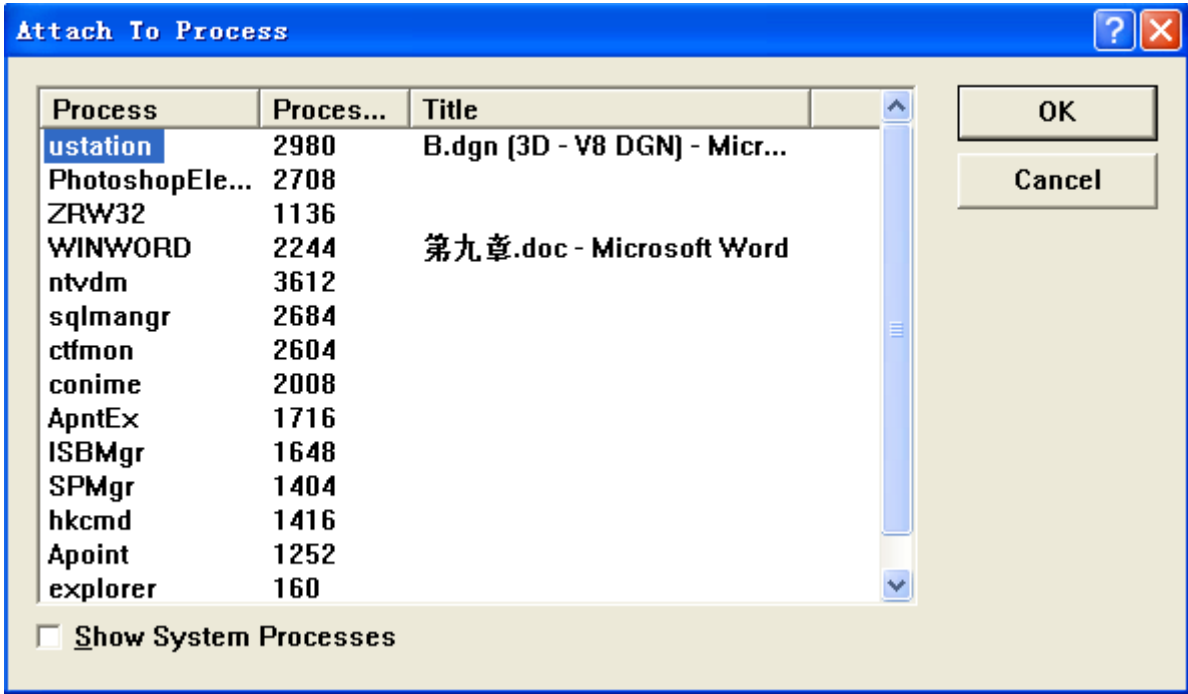 Attach To Process
Process Proces... Title
OK
ustation 2980 B.dgn (3D - V8 DGN) - Micr...
Cancel
PhotoshopEle... 2708
ZRW32 1136
WINWORD 2244 第九章.doc - Microsoft Word
ntvdm 3612
sqlmangr 2684
ctfmon 2604
conime 2008
ApntEx 1716
ISBMgr 1648
SPMgr 1404
hkcmd 1416
Apoint 1252
explorer 160
Show System Processes